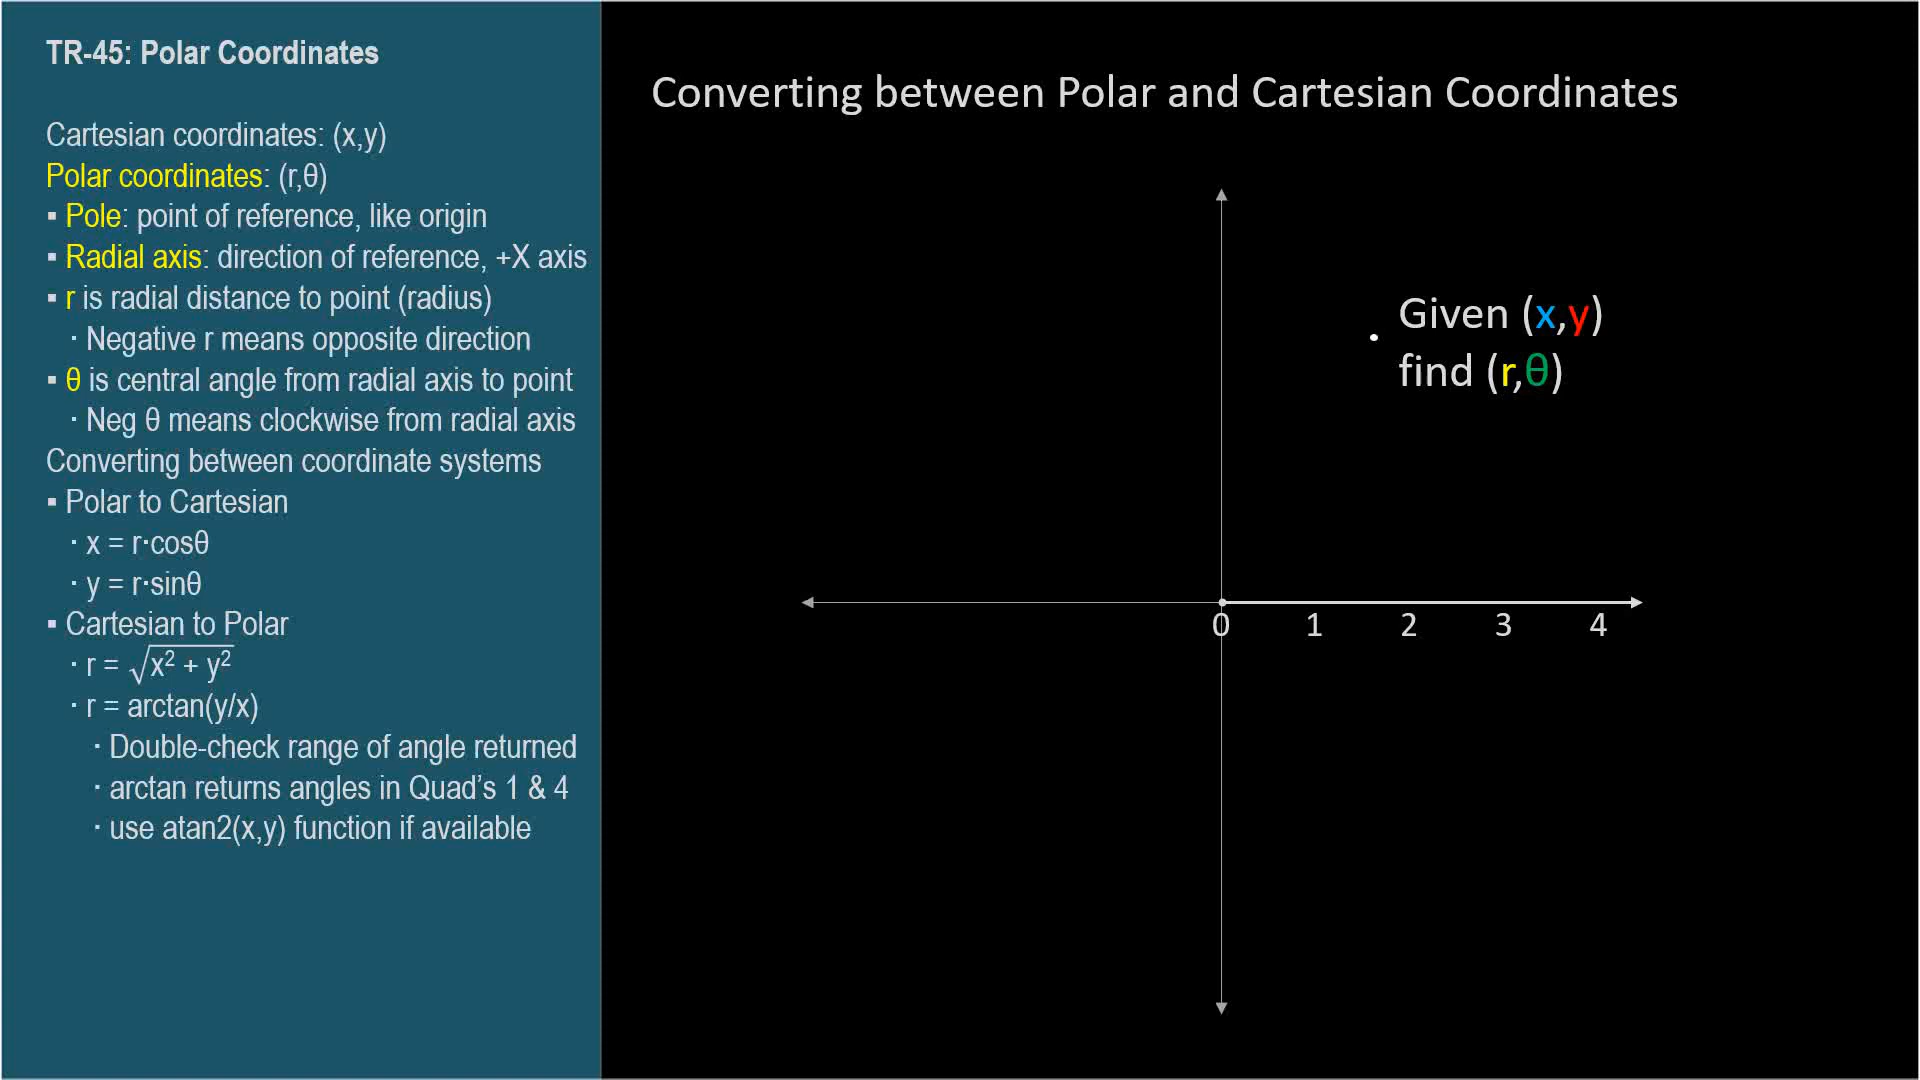 TR-45: Polar Coordinates
Cartesian coordinates: (x,y)
Polar coordinates: (r,θ)
▪ Pole: point of reference, like origin
▪ Radial axis: direction of reference, +X axis
▪ r is radial distance to point (radius)
· Negative r means opposite direction
▪ θ is central angle from radial axis to point
· Neg θ means clockwise from radial axis
Converting between coordinate systems
▪ Polar to Cartesian
· x = r·cosθ
· y = r·sinθ
▪ Cartesian to Polar
· r = √x² + y²
· r = arctan(y/x)
· Double-check range of angle returned
· arctan returns angles in Quad’s 1 & 4
· use atan2(x,y) function if available
Converting between Polar and Cartesian Coordinates
Given (x,y)
find (r,θ)
0 1 2 3 4